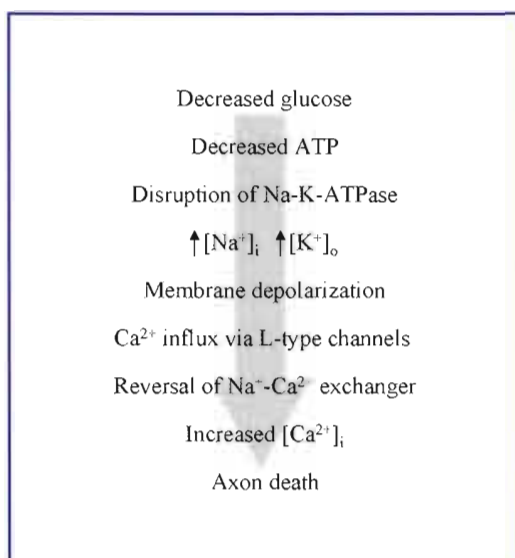 Decreased glucose
Decreased ATP
Disruption of Na-K-ATPase
↑[Na⁺]ᵢ ↑[K⁺]ₒ
Membrane depolarization
Ca²⁺ influx via L-type channels
Reversal of Na⁺-Ca²⁻ exchanger
Increased [Ca²⁺]ᵢ
Axon death